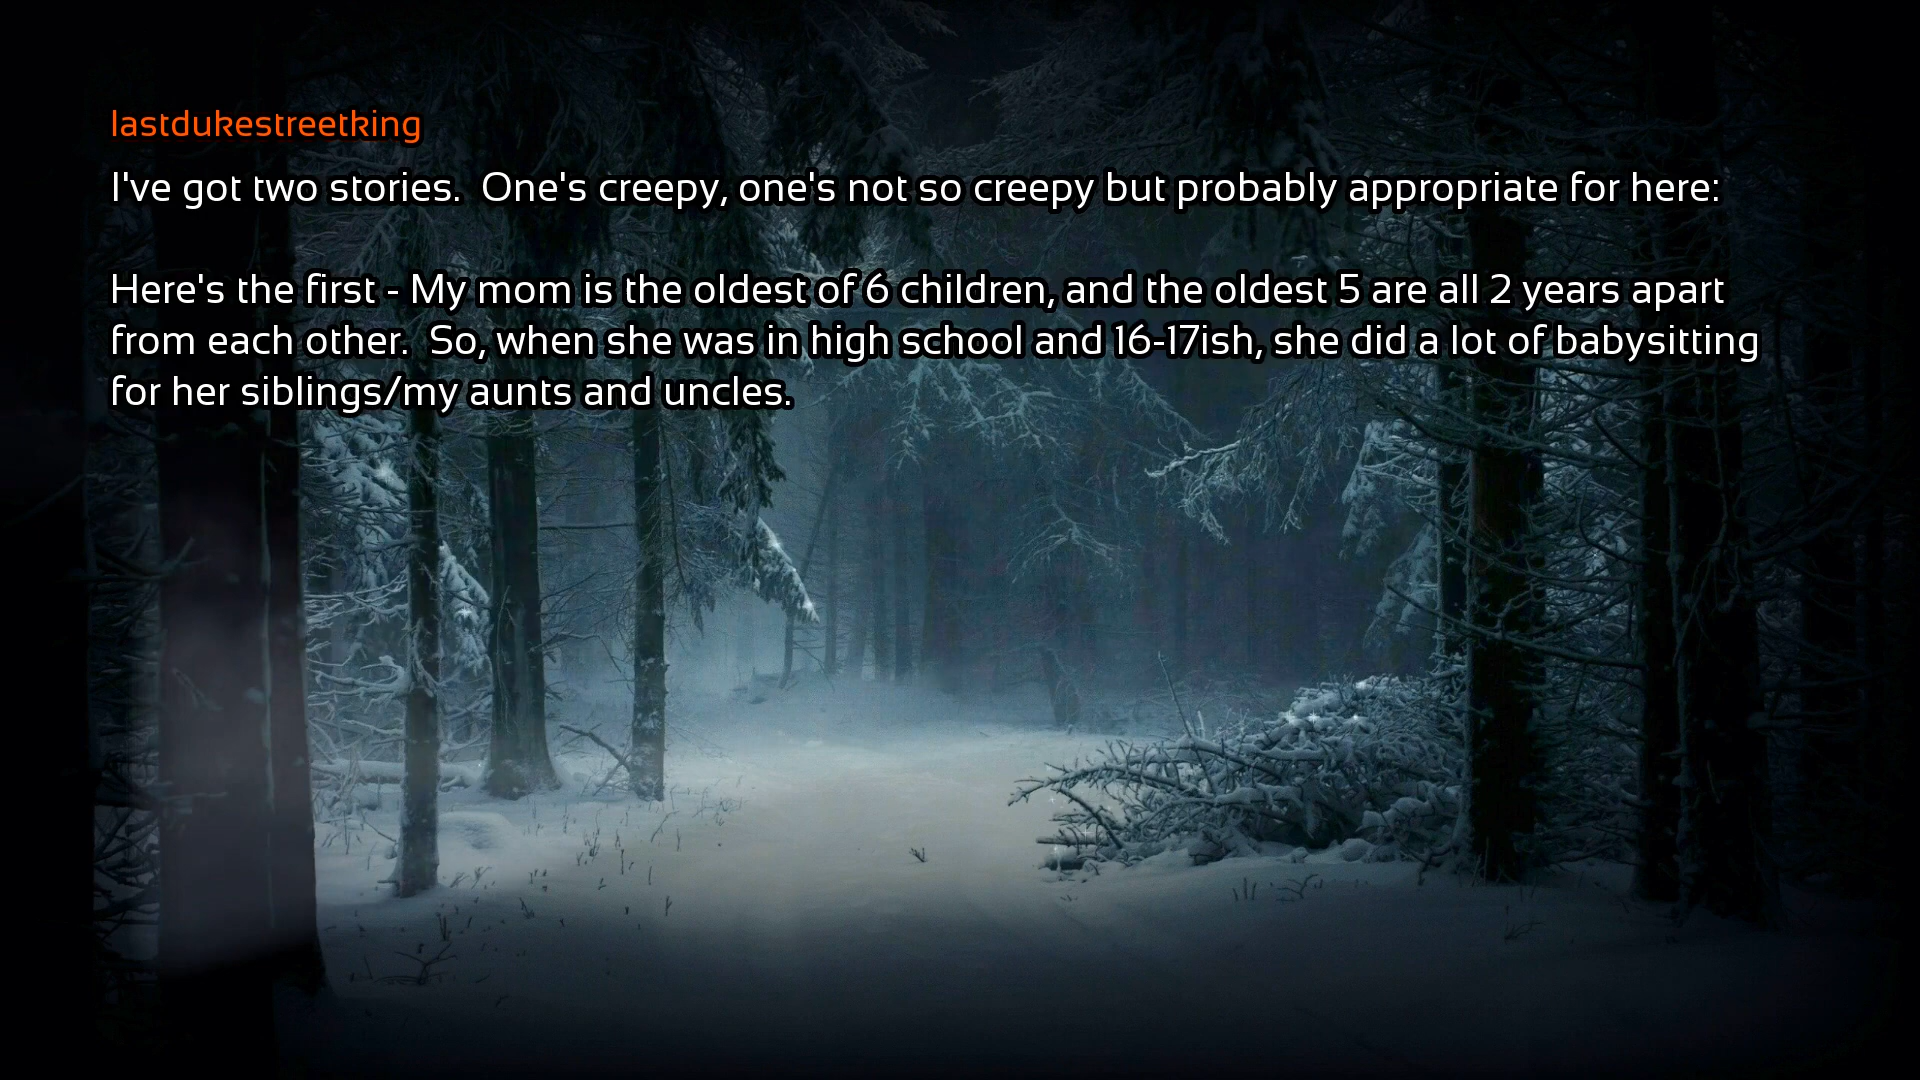 lastdukestreetking
I've got two stories.  One's creepy, one's not so creepy but probably appropriate for here:
Here's the first - My mom is the oldest of 6 children, and the oldest 5 are all 2 years apart
from each other.  So, when she was in high school and 16-17ish, she did a lot of babysitting
for her siblings/my aunts and uncles.